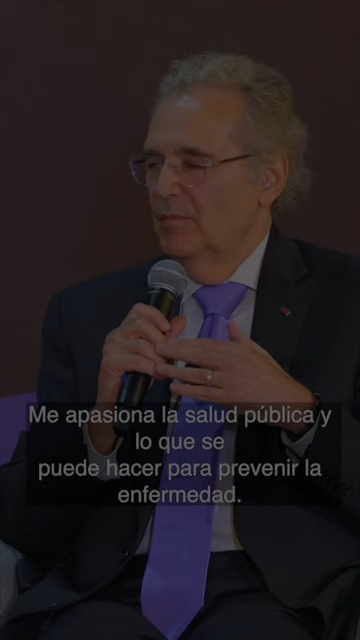 Me apasiona la salud pública y
lo que se
puede hacer para prevenir la
enfermedad.